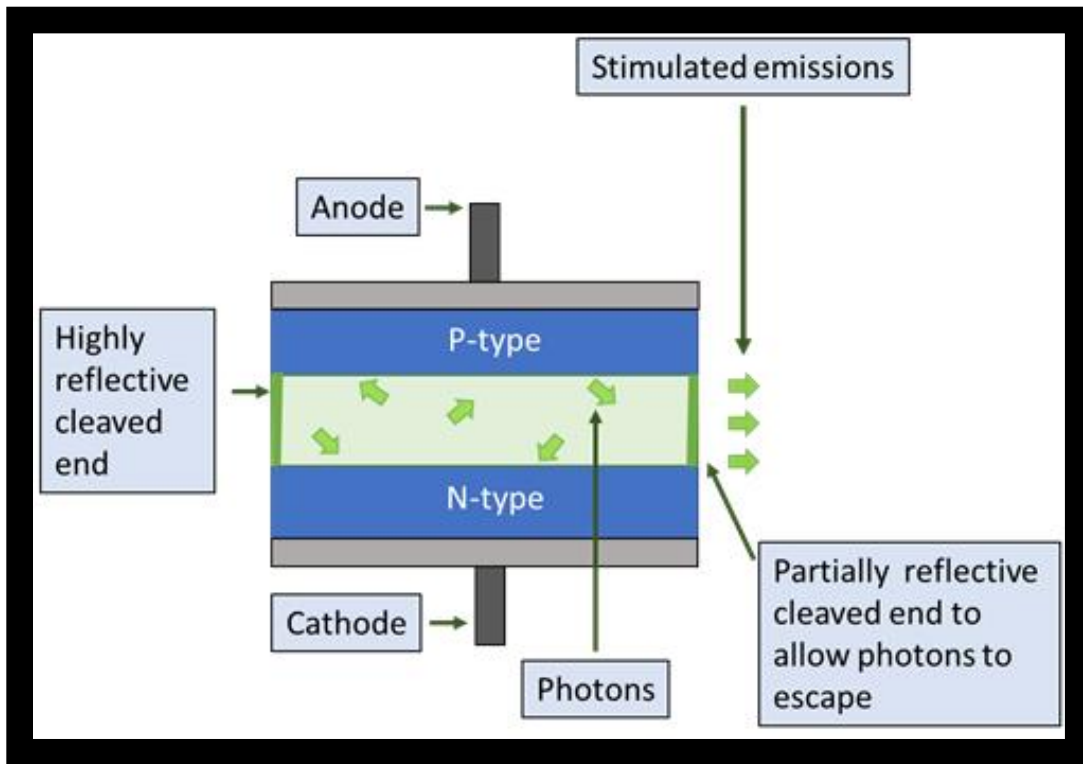 Stimulated emissions
Anode
Highly
reflective
cleaved
end
P-type
N-type
Cathode
Photons
Partially reflective
cleaved end to
allow photons to
escape